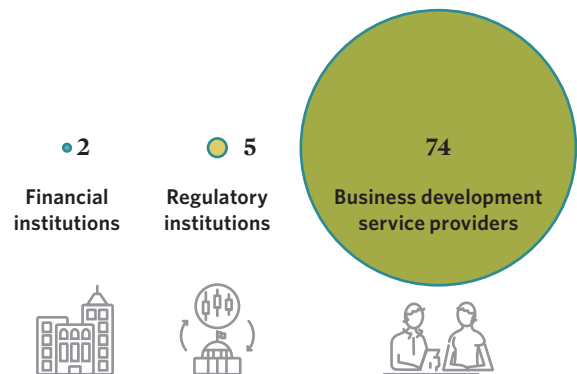 2
5
74
Financial
institutions
Regulatory
institutions
Business development
service providers